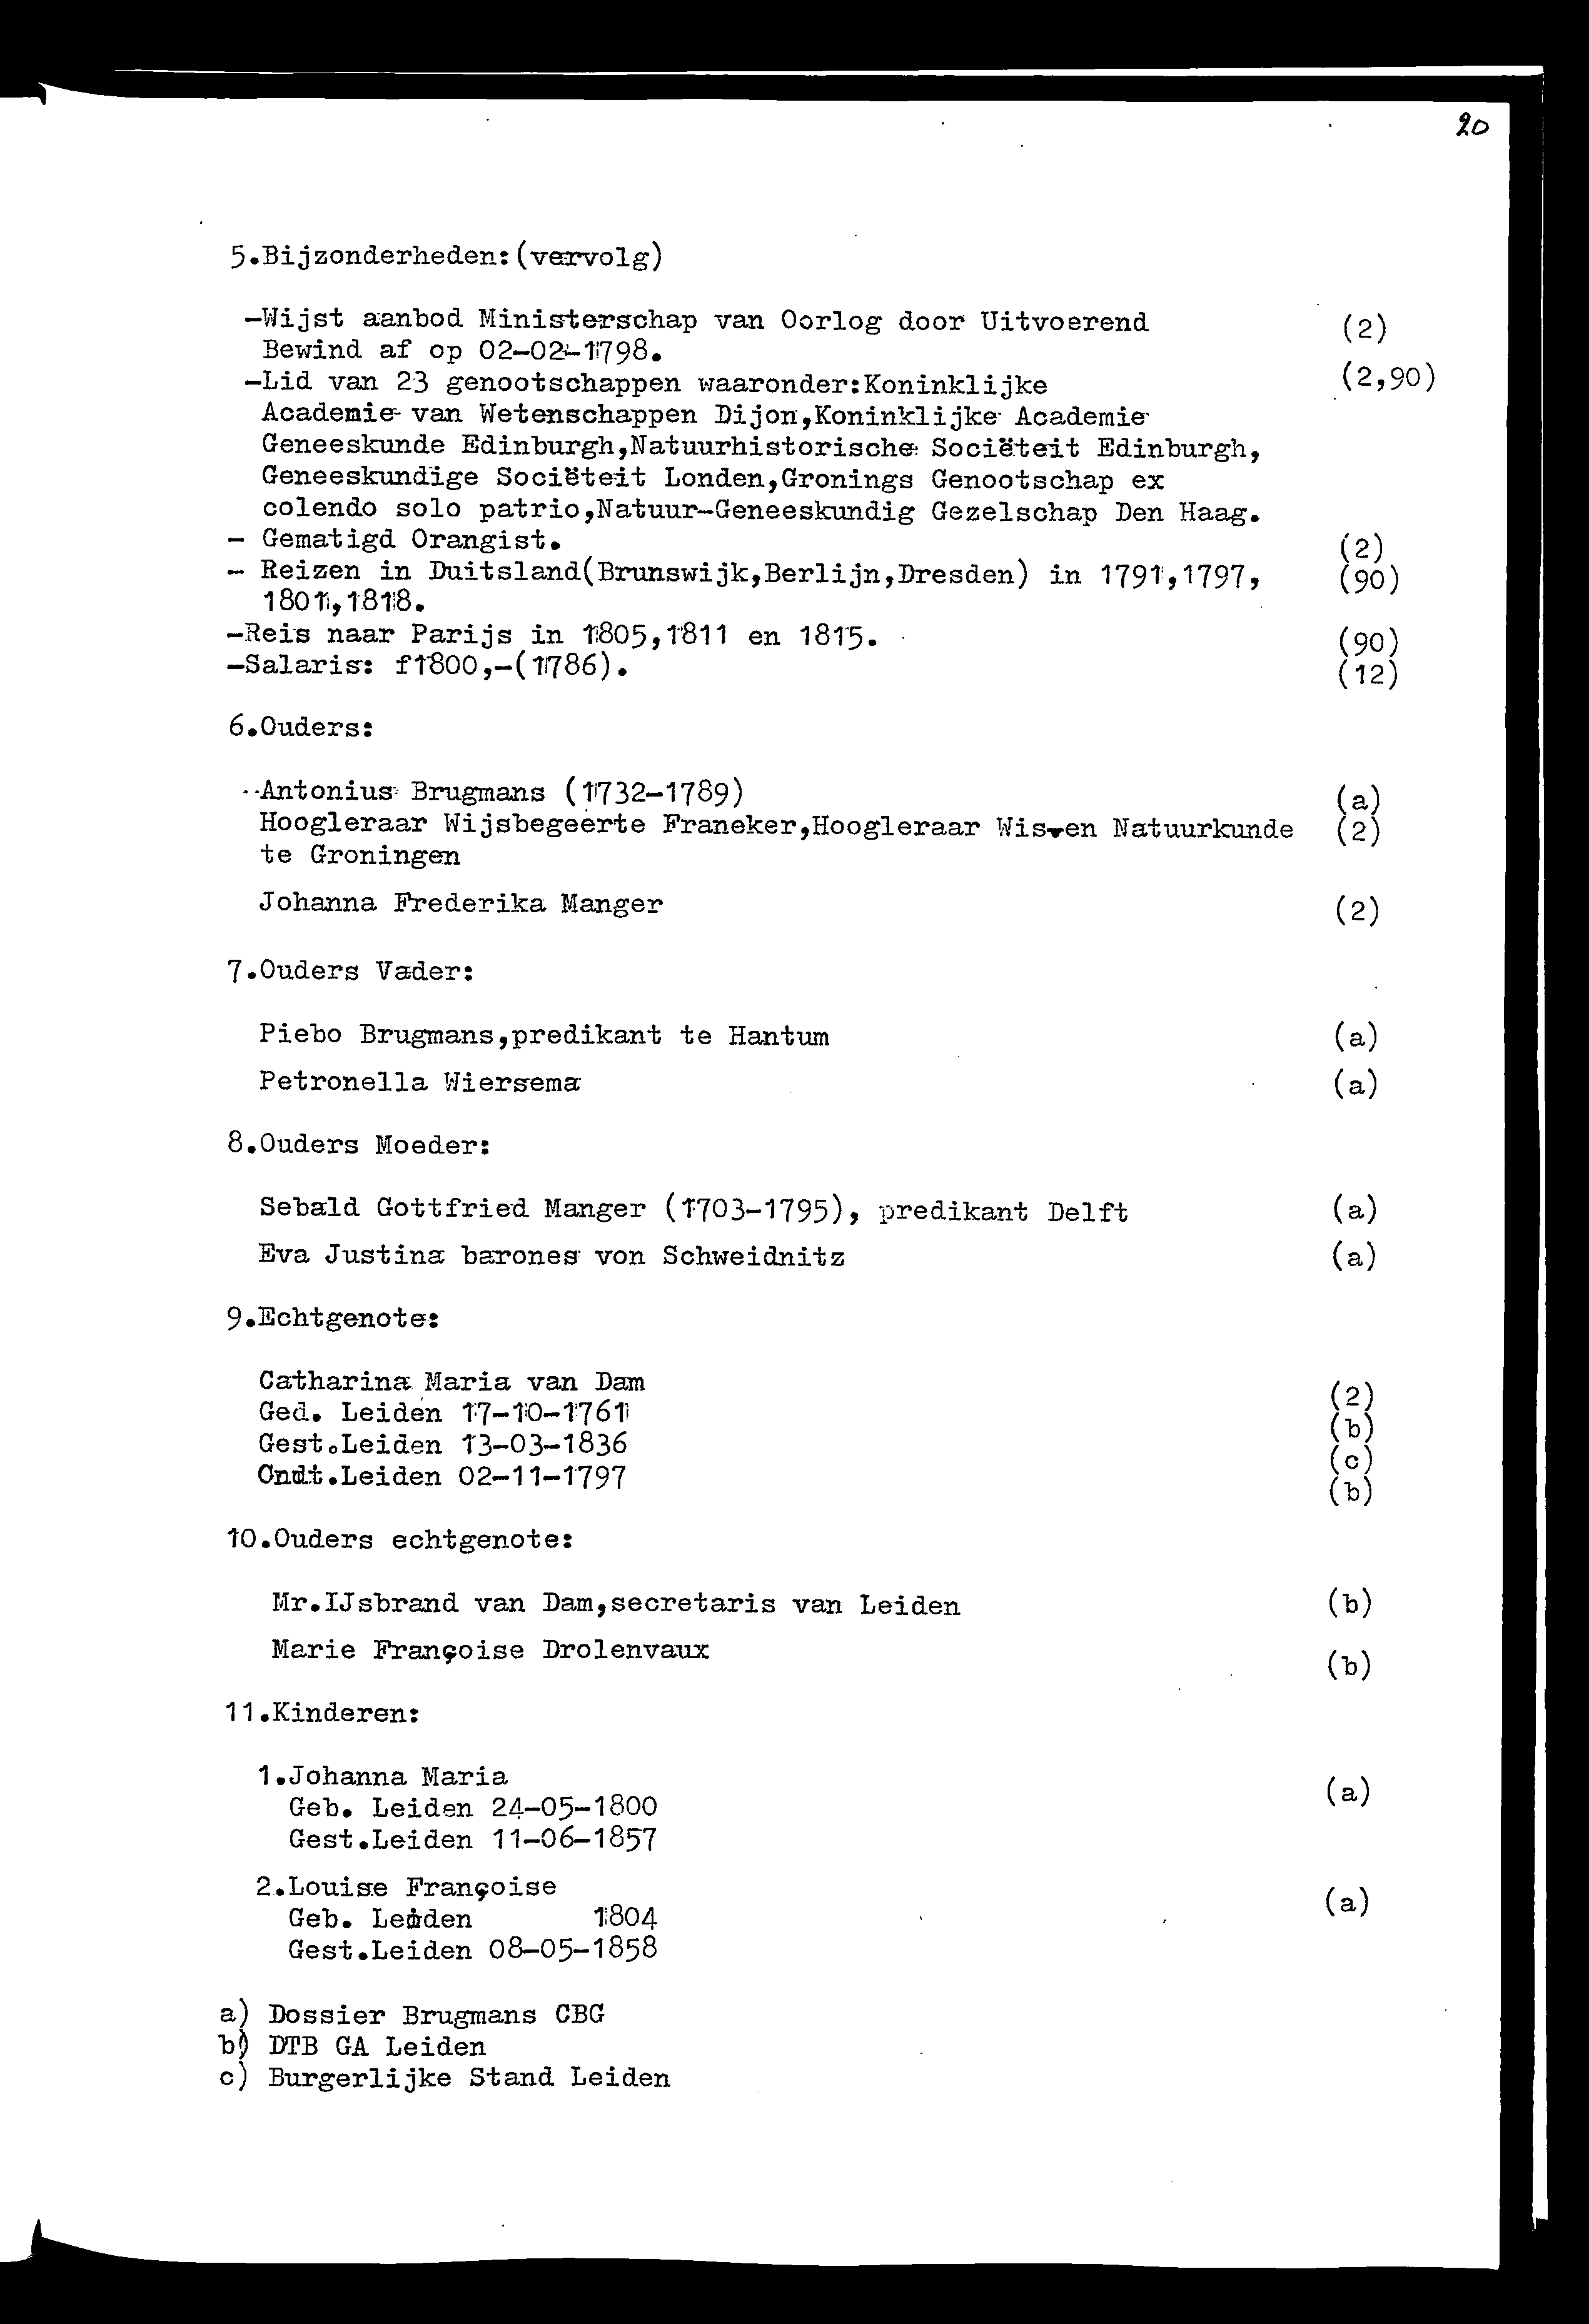 20
5.Bijzonderheden:(vervolg)
-Wijst aanbod Ministerschap van Oorlog door Uitvoerend (2)
Bewind af op 02-02-1798.
-Lid van 23 genootschappen waaronder:Koninklijke (2,90)
Academie van Wetenschappen Dijon,Koninklijke Academie
Geneeskunde Edinburgh,Natuurhistorische Sociëteit Edinburgh,
Geneeskundige Sociëteit Londen,Gronings Genootschap ex
colendo solo patrio,Natuur-Geneeskundig Gezelschap Den Haag.
- Gematigd Orangist. (2)
- Reizen in Duitsland(Brunswijk,Berlijn,Dresden) in 1791,1797, (90)
1801,1818.
-Reis naar Parijs in 1805,1811 en 1815. (90)
-Salaris: f1800,-(1786). (12)
6.Ouders:
Antonius Brugmans (1732-1789) (a)
Hoogleraar Wijsbegeerte Franeker,Hoogleraar Wis-en Natuurkunde (2)
te Groningen
Johanna Frederika Manger (2)
7.Ouders Vader:
Piebo Brugmans,predikant te Hantum (a)
Petronella Wiersema (a)
8.Ouders Moeder:
Sebald Gottfried Manger (1703-1795), predikant Delft (a)
Eva Justina barones von Schweidnitz (a)
9.Echtgenote:
Catharina Maria van Dam (2)
Ged. Leiden 17-10-1761 (b)
Gest.Leiden 13-03-1836 (c)
Ondt.Leiden 02-11-1797 (b)
10.Ouders echtgenote:
Mr.IJsbrand van Dam,secretaris van Leiden (b)
Marie Françoise Drolenvaux (b)
11.Kinderen:
1.Johanna Maria (a)
Geb. Leiden 24-05-1800
Gest.Leiden 11-06-1857
2.Louise Françoise (a)
Geb. Leiden 1804
Gest.Leiden 08-05-1858
a) Dossier Brugmans CBG
b) DTB GA Leiden
c) Burgerlijke Stand Leiden